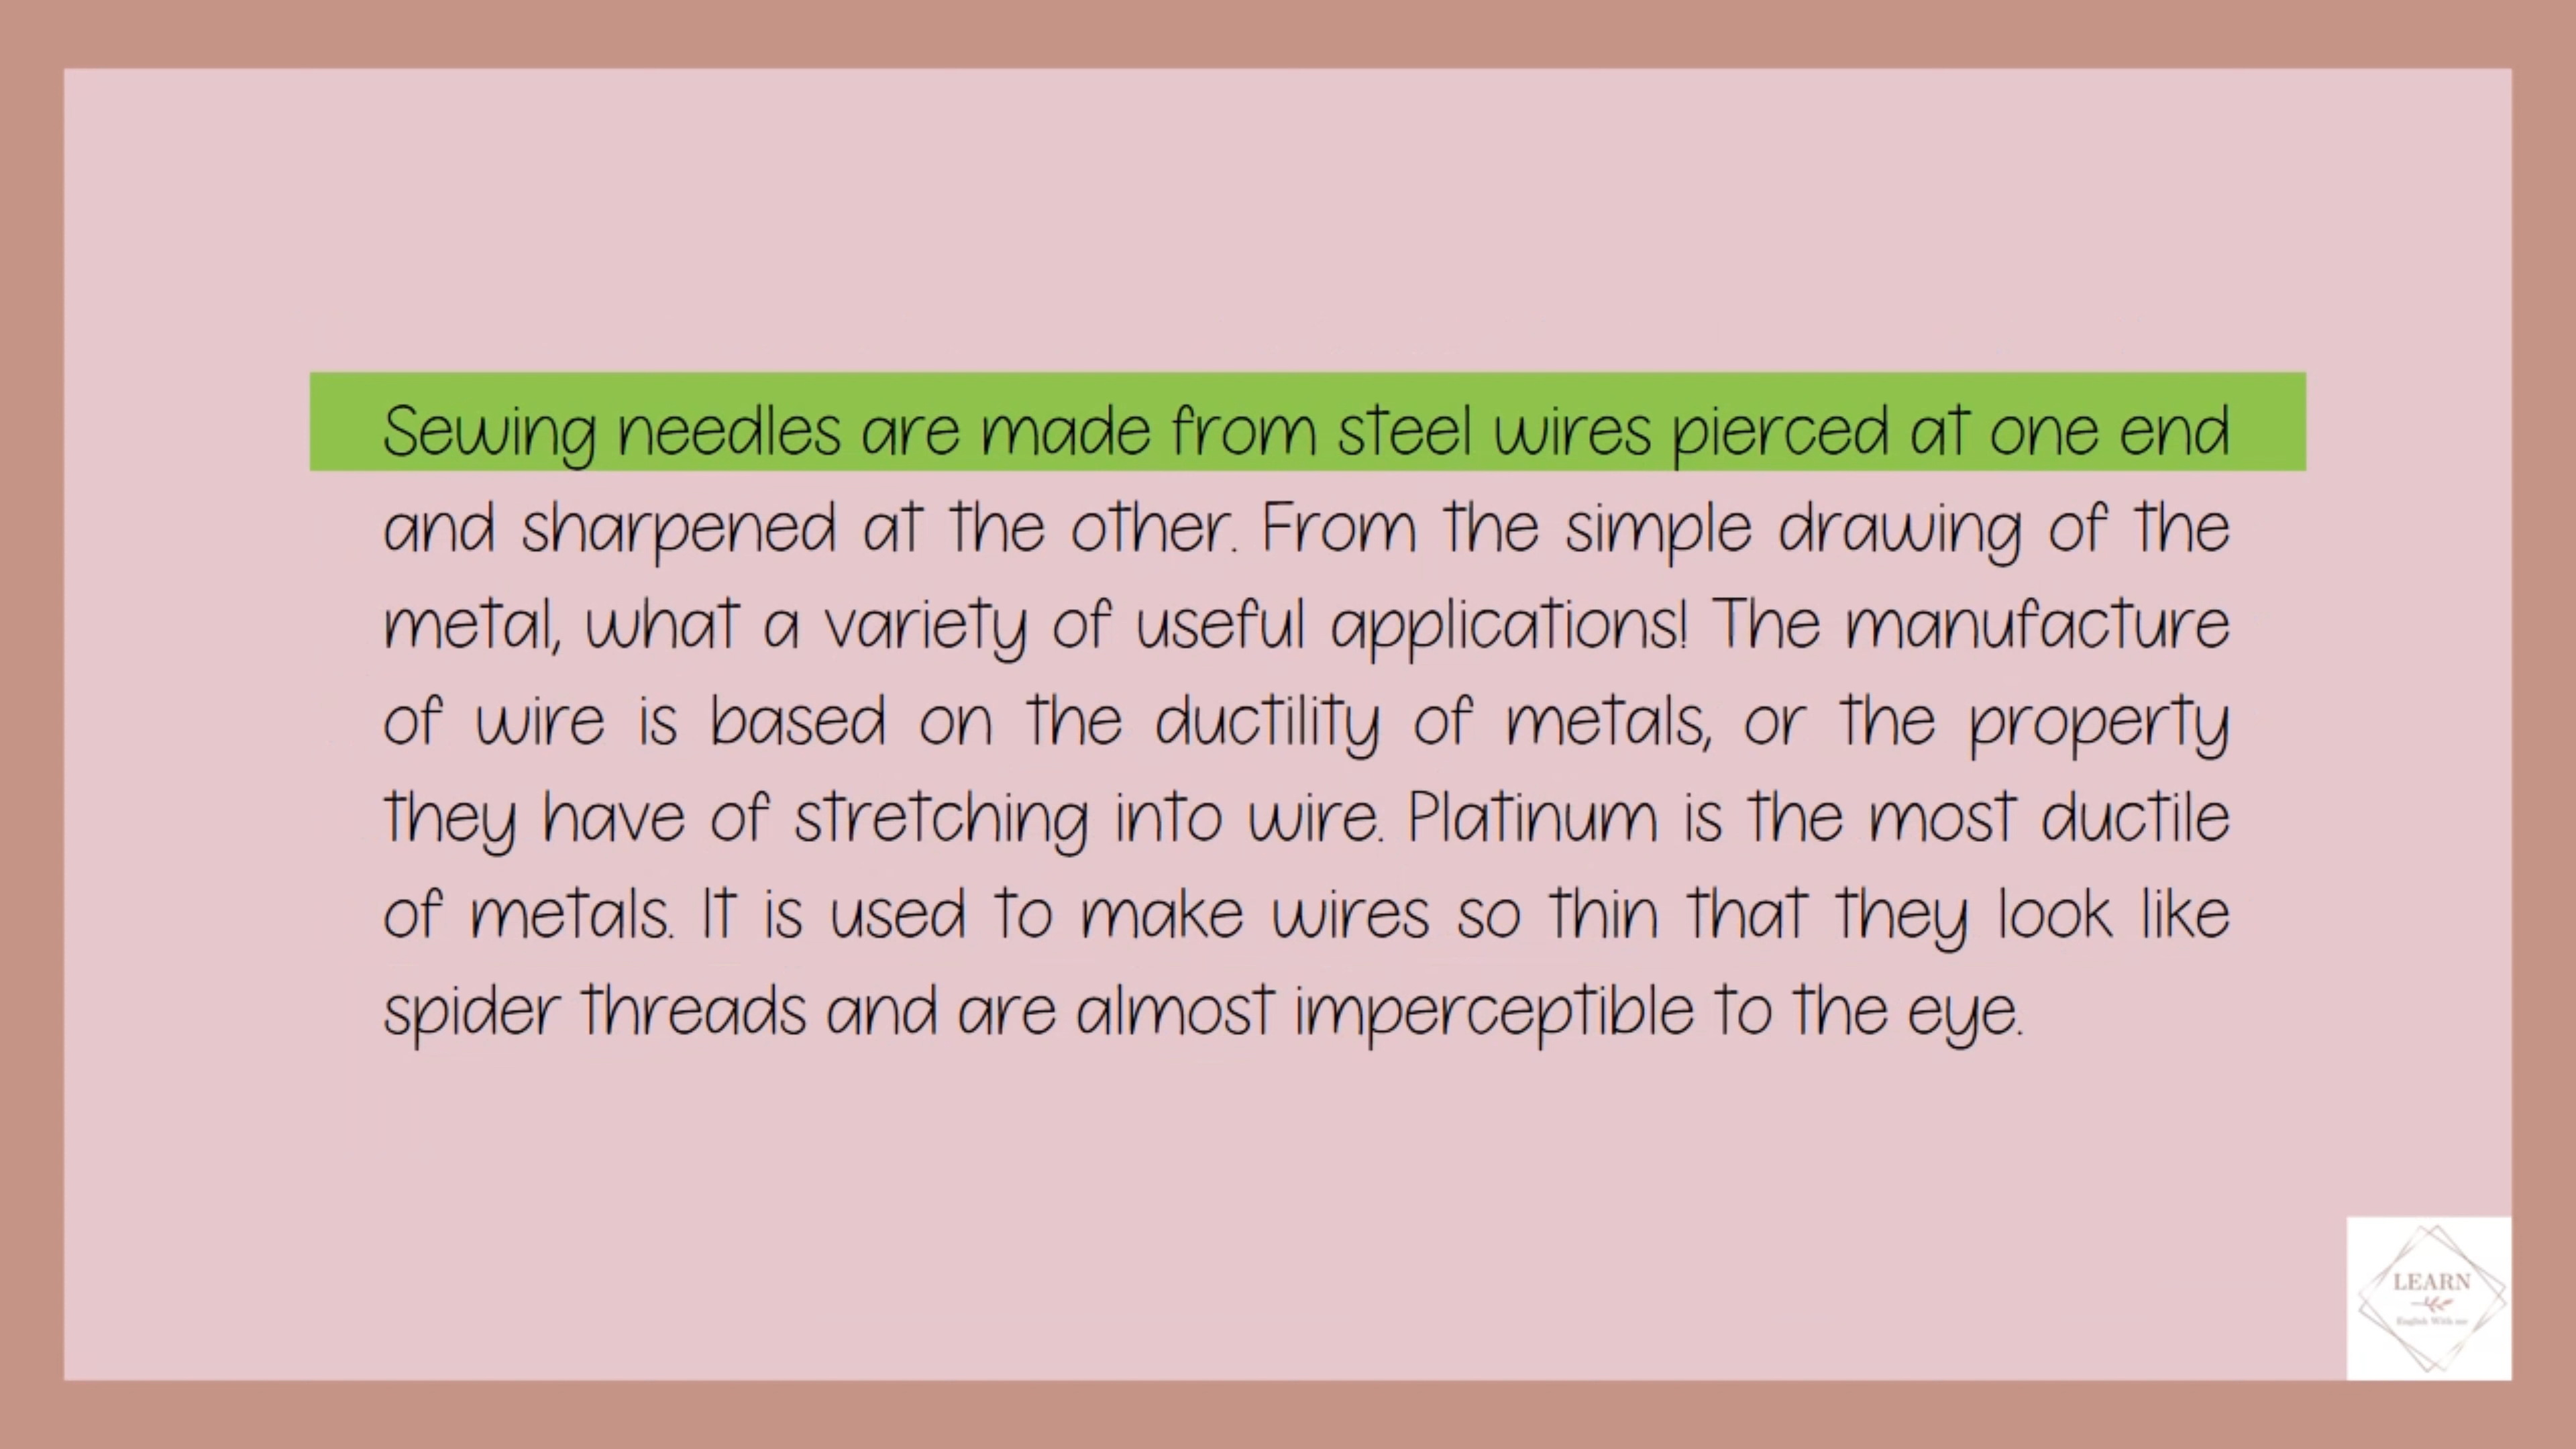 Sewing needles are made from steel wires pierced at one end
and sharpened at the other. From the simple drawing of the
metal, what a variety of useful applications! The manufacture
of wire is based on the ductility of metals, or the property
they have of stretching into wire. Platinum is the most ductile
of metals. It is used to make wires so thin that they look like
spider threads and are almost imperceptible to the eye.
LEARN
English With me